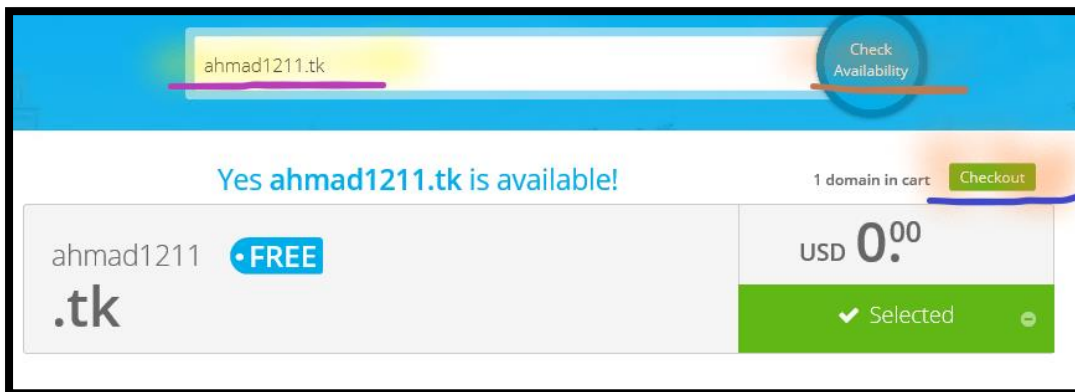 ahmad1211.tk
Check
Availability
Yes ahmad1211.tk is available!
1 domain in cart Checkout
ahmad1211 FREE
.tk
USD 0.00
Selected